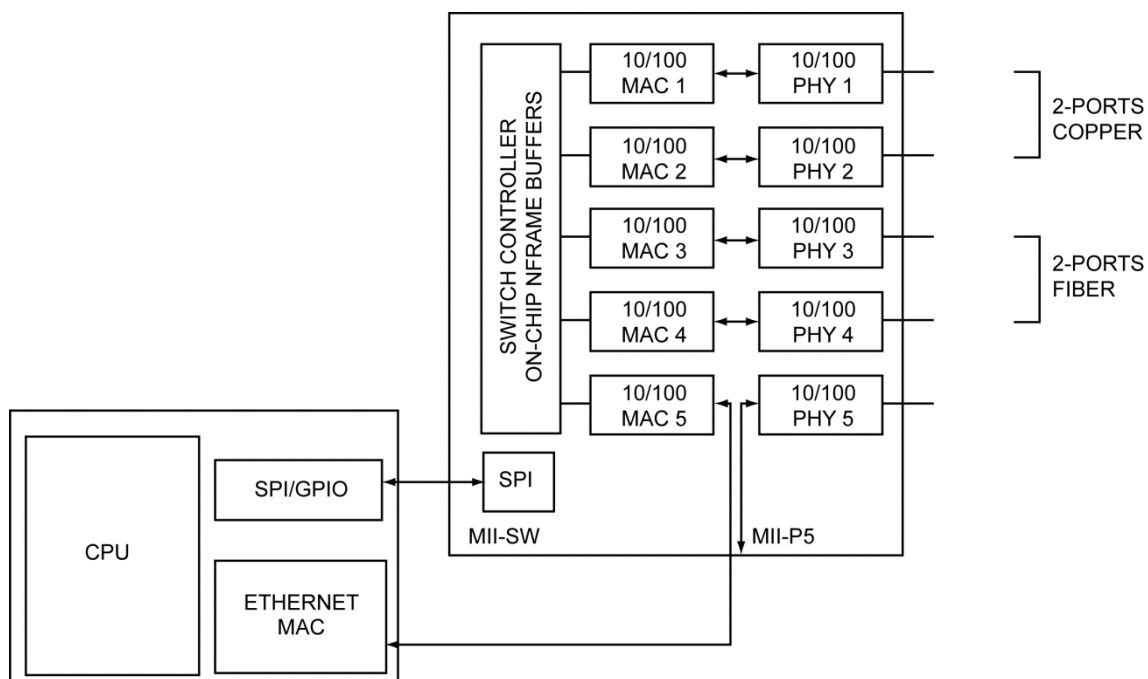 SWITCH CONTROLLER
ON-CHIP NFRAME BUFFERS
10/100
MAC 1
10/100
PHY 1
10/100
MAC 2
10/100
PHY 2
10/100
MAC 3
10/100
PHY 3
10/100
MAC 4
10/100
PHY 4
10/100
MAC 5
10/100
PHY 5
2-PORTS
COPPER
2-PORTS
FIBER
SPI
MII-SW
MII-P5
CPU
SPI/GPIO
ETHERNET
MAC